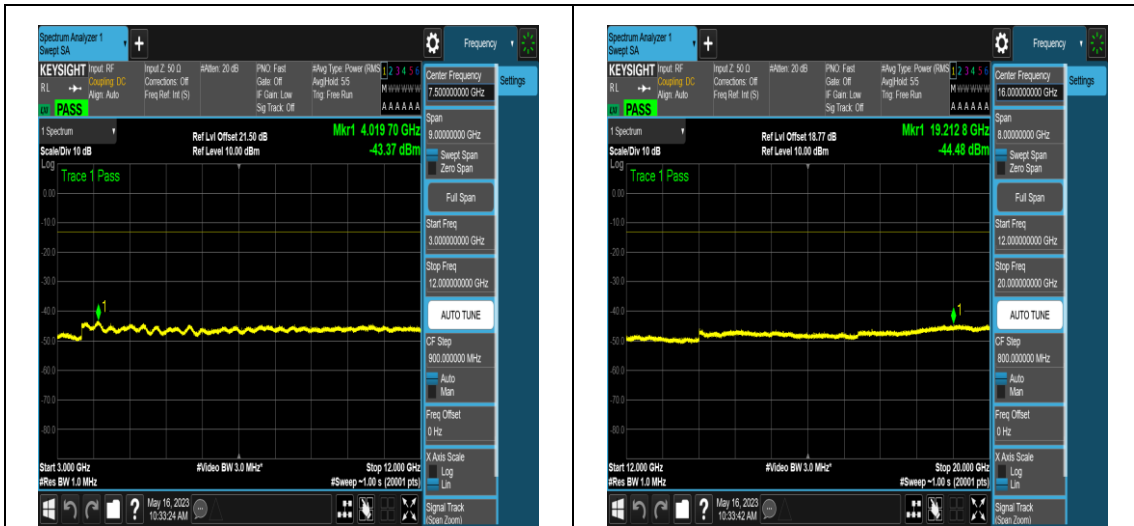 Spectrum Analyzer 1
Swept SA
+
Frequency
KEYSIGHT Input: RF Input Z: 50 Ω #Atten: 20 dB PNO: Fast #Avg Type: Power (RMS 1 2 3 4 5 6
RL Coupling: DC Corrections: Off Gate: Off Avg|Hold: 5/5 M W W W W W
Align: Auto Freq Ref: Int (S) IF Gain: Low Trig: Free Run
Sig Track: Off A A A A A A
PASS
Center Frequency
7.500000000 GHz
Settings
Span
9.00000000 GHz
Swept Span
Zero Span
Full Span
Start Freq
3.000000000 GHz
Stop Freq
12.000000000 GHz
AUTO TUNE
CF Step
900.000000 MHz
Auto
Man
Freq Offset
0 Hz
X Axis Scale
Log
Lin
Signal Track
(Span Zoom)
1 Spectrum
Ref Lvl Offset 21.50 dB
Mkr1 4.019 70 GHz
Scale/Div 10 dB
Ref Level 10.00 dBm
-43.37 dBm
Log
Trace 1 Pass
0.00
-10.0
-20.0
-30.0
-40.0
1
-50.0
-60.0
-70.0
-80.0
Start 3.000 GHz #Video BW 3.0 MHz* Stop 12.000 GHz
#Res BW 1.0 MHz #Sweep ~1.00 s (20001 pts)
? May 16, 2023
10:33:24 AM
Spectrum Analyzer 1
Swept SA
+
Frequency
KEYSIGHT Input: RF Input Z: 50 Ω #Atten: 20 dB PNO: Fast #Avg Type: Power (RMS 1 2 3 4 5 6
RL Coupling: DC Corrections: Off Gate: Off Avg|Hold: 5/5 M W W W W W
Align: Auto Freq Ref: Int (S) IF Gain: Low Trig: Free Run
Sig Track: Off A A A A A A
PASS
Center Frequency
16.000000000 GHz
Settings
Span
8.00000000 GHz
Swept Span
Zero Span
Full Span
Start Freq
12.000000000 GHz
Stop Freq
20.000000000 GHz
AUTO TUNE
CF Step
800.000000 MHz
Auto
Man
Freq Offset
0 Hz
X Axis Scale
Log
Lin
Signal Track
(Span Zoom)
1 Spectrum
Ref Lvl Offset 18.77 dB
Mkr1 19.212 8 GHz
Scale/Div 10 dB
Ref Level 10.00 dBm
-44.48 dBm
Log
Trace 1 Pass
0.00
-10.0
-20.0
-30.0
-40.0
1
-50.0
-60.0
-70.0
-80.0
Start 12.000 GHz #Video BW 3.0 MHz* Stop 20.000 GHz
#Res BW 1.0 MHz #Sweep ~1.00 s (20001 pts)
? May 16, 2023
10:33:42 AM